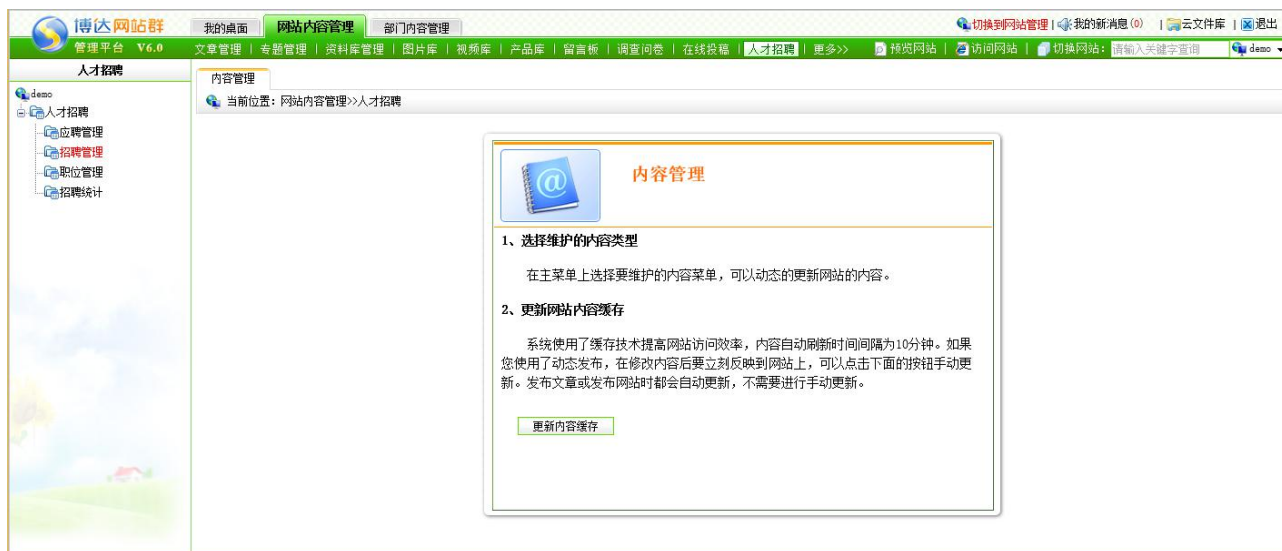 博达网站群
管理平台 V6.0
我的桌面 网站内容管理 部门内容管理
切换到网站管理 | 我的新消息(0) | 云文件库 | 退出
文章管理 | 专题管理 | 资料库管理 | 图片库 | 视频库 | 产品库 | 留言板 | 调查问卷 | 在线投稿 | 人才招聘 | 更多>> 预览网站 | 访问网站 | 切换网站: 请输入关键字查询 demo
人才招聘
demo
人才招聘
应聘管理
招聘管理
职位管理
招聘统计
内容管理
当前位置: 网站内容管理>>人才招聘
内容管理
1、选择维护的内容类型
在主菜单上选择要维护的内容菜单，可以动态的更新网站的内容。
2、更新网站内容缓存
系统使用了缓存技术提高网站访问效率，内容自动刷新时间间隔为10分钟。如果
您使用了动态发布，在修改内容后要立刻反映到网站上，可以点击下面的按钮手动更
新。发布文章或发布网站时都会自动更新，不需要进行手动更新。
更新内容缓存